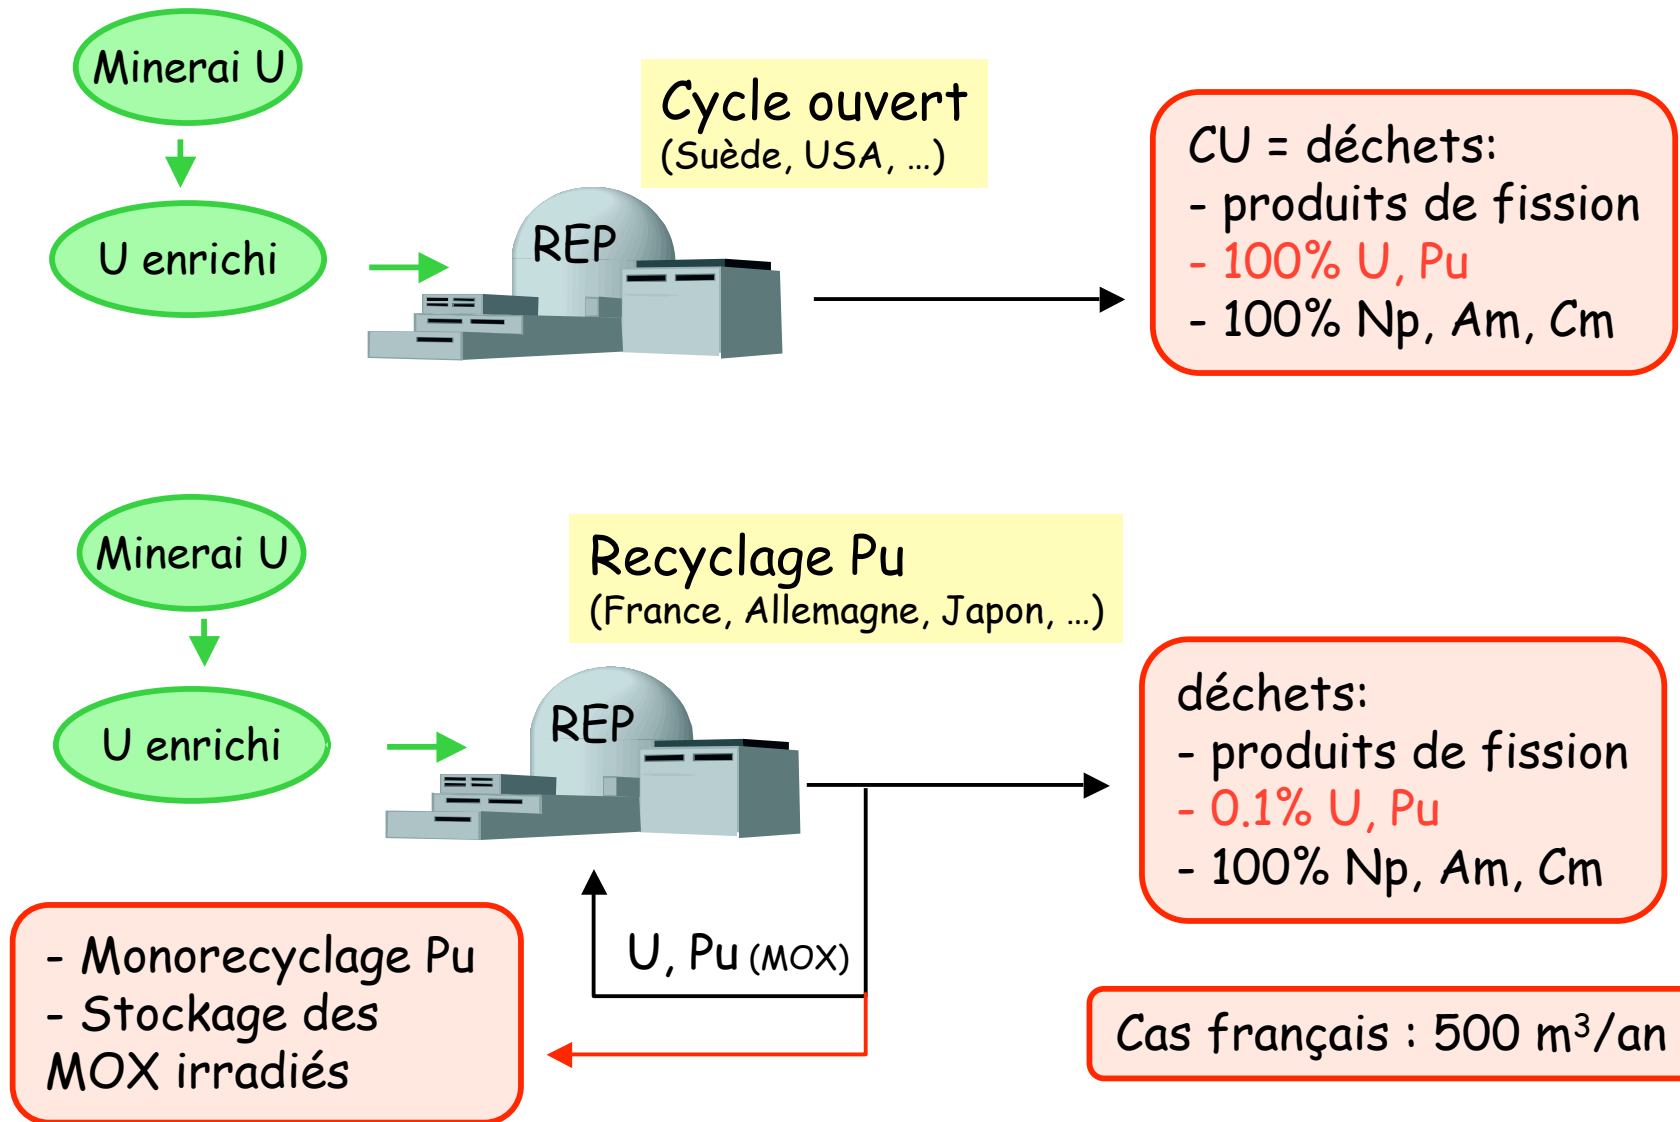 Minerai U
U enrichi
REP
Cycle ouvert
(Suède, USA, …)
CU = déchets:
- produits de fission
- 100% U, Pu
- 100% Np, Am, Cm
Minerai U
U enrichi
REP
Recyclage Pu
(France, Allemagne, Japon, …)
déchets:
- produits de fission
- 0.1% U, Pu
- 100% Np, Am, Cm
U, Pu (MOX)
- Monorecyclage Pu
- Stockage des
MOX irradiés
Cas français : 500 m³/an